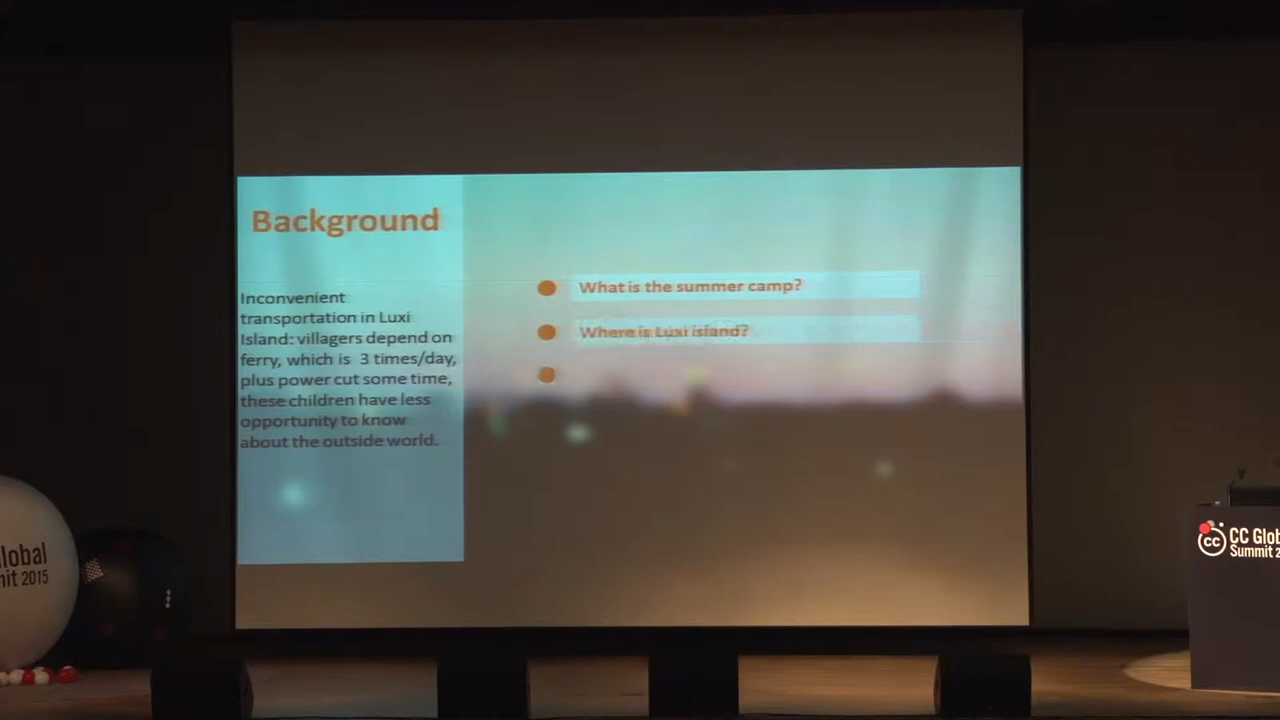 Background
Inconvenient
transportation in Luxi
Island: villagers depend on
ferry, which is 3 times/day,
plus power cut some time,
these children have less
opportunity to know
about the outside world.
What is the summer camp?
Where is Luxi island?
lobal
it 2015
CC Glob
Summit 2